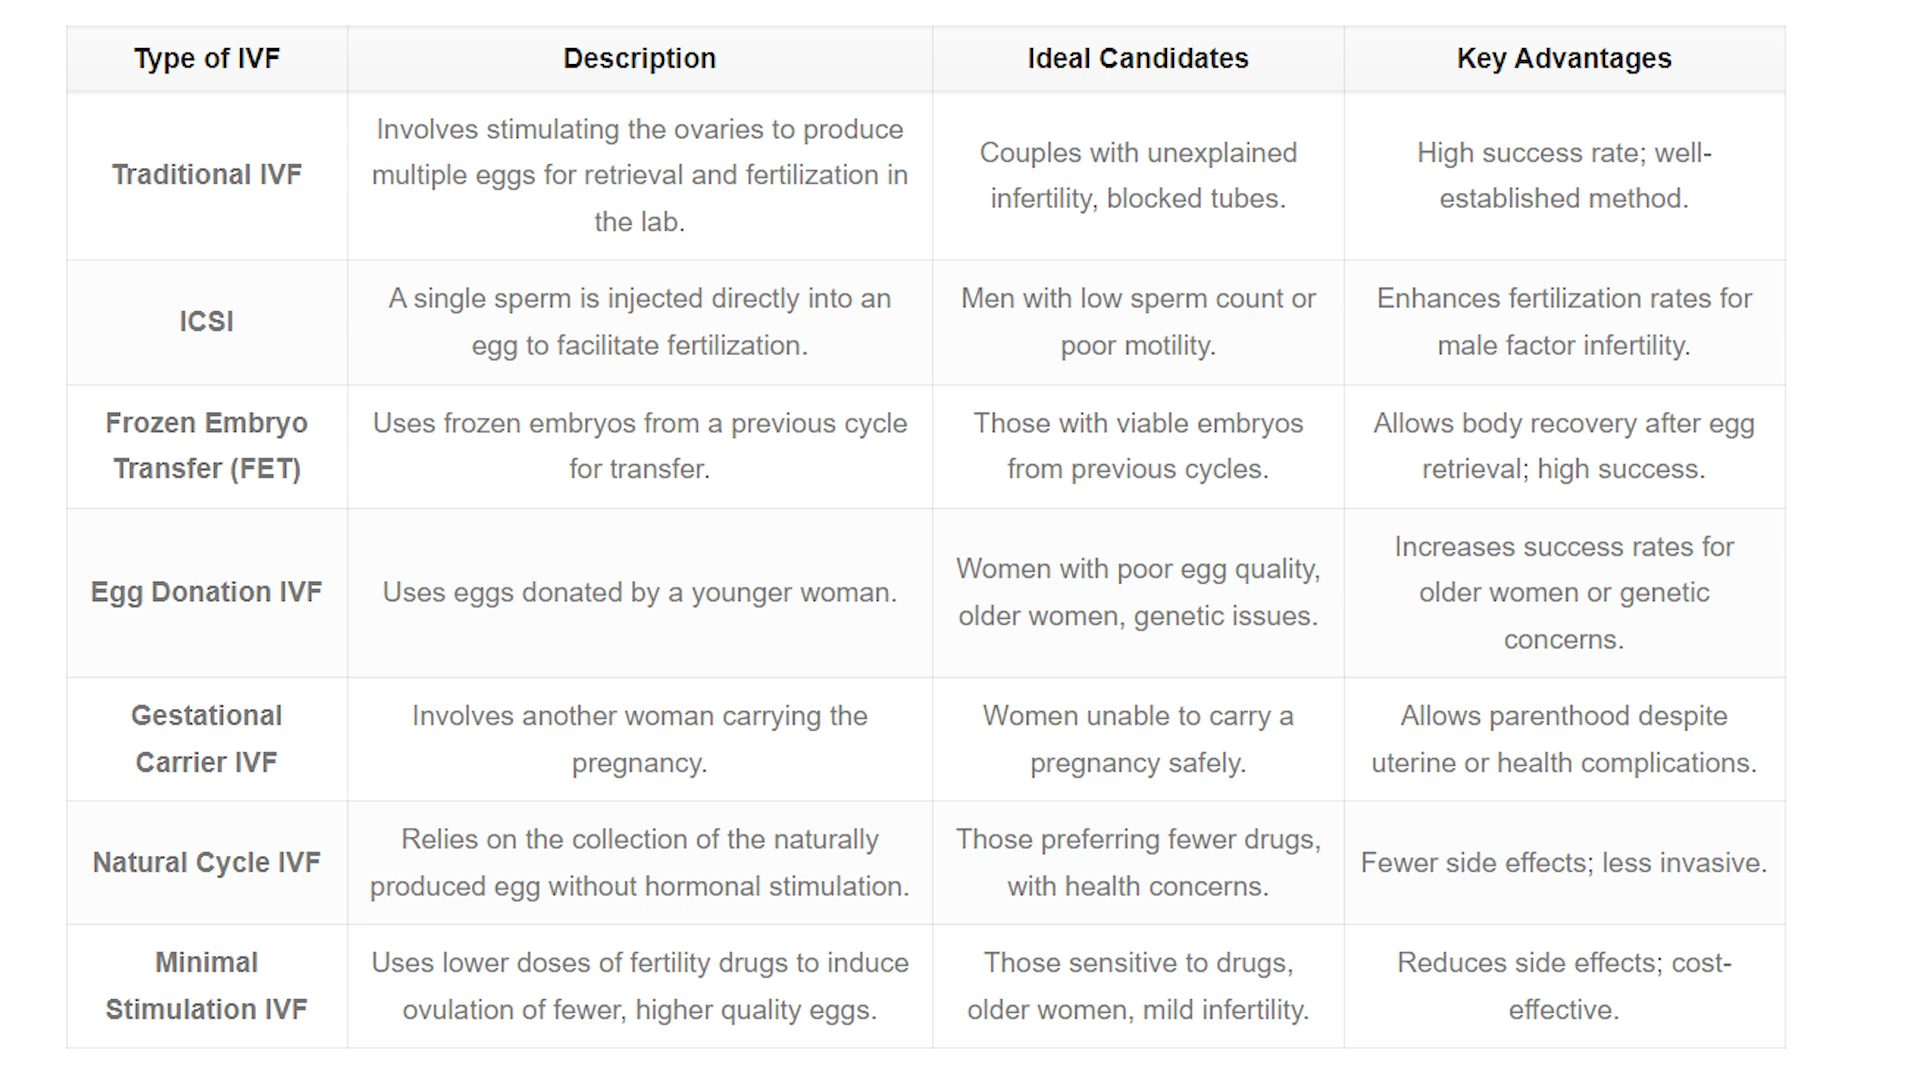 Type of IVF Description Ideal Candidates Key Advantages
Traditional IVF
Involves stimulating the ovaries to produce
multiple eggs for retrieval and fertilization in
the lab.
Couples with unexplained
infertility, blocked tubes.
High success rate; well-
established method.
ICSI
A single sperm is injected directly into an
egg to facilitate fertilization.
Men with low sperm count or
poor motility.
Enhances fertilization rates for
male factor infertility.
Frozen Embryo
Transfer (FET)
Uses frozen embryos from a previous cycle
for transfer.
Those with viable embryos
from previous cycles.
Allows body recovery after egg
retrieval; high success.
Egg Donation IVF
Uses eggs donated by a younger woman.
Women with poor egg quality,
older women, genetic issues.
Increases success rates for
older women or genetic
concerns.
Gestational
Carrier IVF
Involves another woman carrying the
pregnancy.
Women unable to carry a
pregnancy safely.
Allows parenthood despite
uterine or health complications.
Natural Cycle IVF
Relies on the collection of the naturally
produced egg without hormonal stimulation.
Those preferring fewer drugs,
with health concerns.
Fewer side effects; less invasive.
Minimal
Stimulation IVF
Uses lower doses of fertility drugs to induce
ovulation of fewer, higher quality eggs.
Those sensitive to drugs,
older women, mild infertility.
Reduces side effects; cost-
effective.